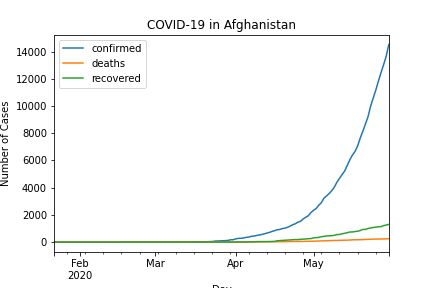 COVID-19 in Afghanistan
confirmed
deaths
recovered
Number of Cases
14000
12000
10000
8000
6000
4000
2000
0
Feb
2020
Mar
Apr
May